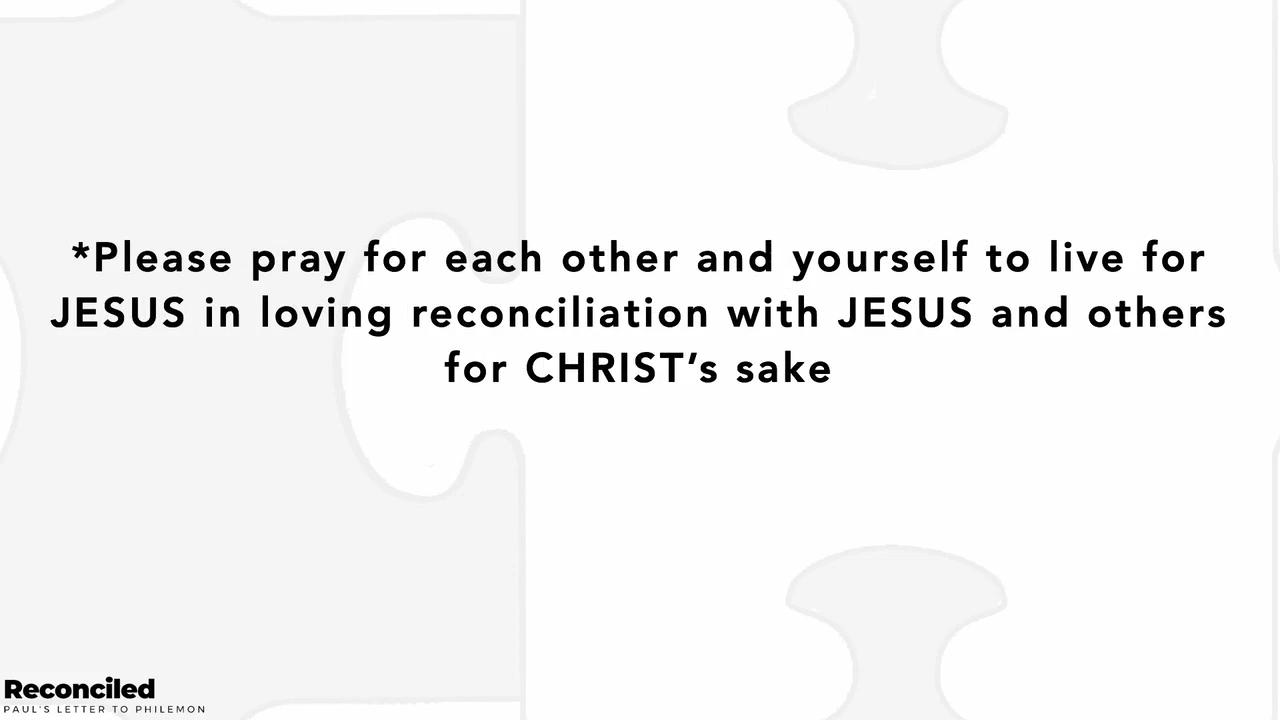 *Please pray for each other and yourself to live for
JESUS in loving reconciliation with JESUS and others
for CHRIST’s sake
Reconciled
PAUL'S LETTER TO PHILEMON